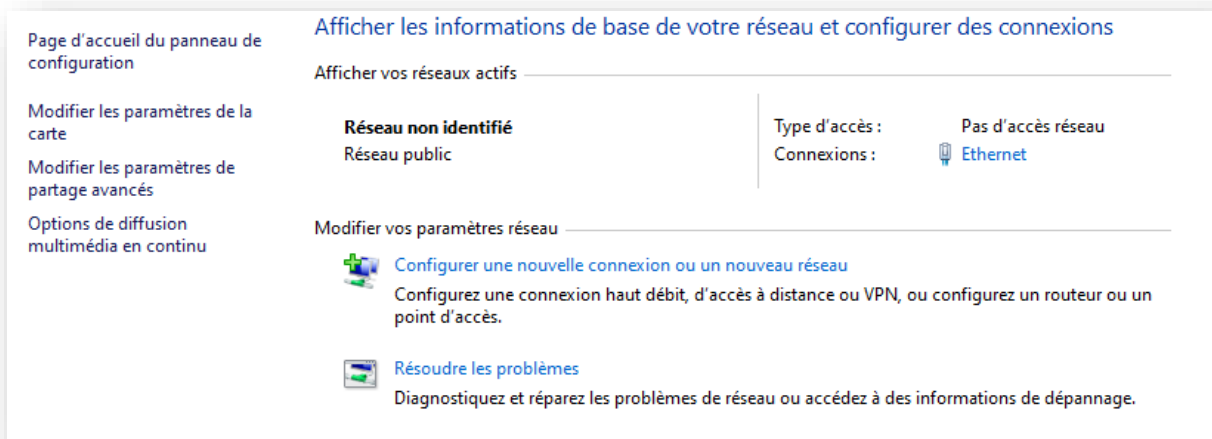 Page d'accueil du panneau de
configuration
Modifier les paramètres de la
carte
Modifier les paramètres de
partage avancés
Options de diffusion
multimédia en continu
Afficher les informations de base de votre réseau et configurer des connexions
Afficher vos réseaux actifs
Réseau non identifié
Réseau public
Type d'accès : Pas d'accès réseau
Connexions : Ethernet
Modifier vos paramètres réseau
Configurer une nouvelle connexion ou un nouveau réseau
Configurez une connexion haut débit, d'accès à distance ou VPN, ou configurez un routeur ou un
point d'accès.
Résoudre les problèmes
Diagnostiquez et réparez les problèmes de réseau ou accédez à des informations de dépannage.